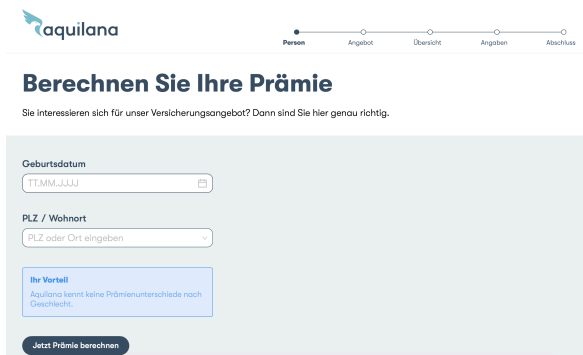 aquilana
Person
Angebot
Übersicht
Angaben
Abschluss
Berechnen Sie Ihre Prämie
Sie interessieren sich für unser Versicherungsangebot? Dann sind Sie hier genau richtig.
Geburtsdatum
TT.MM.JJJJ
PLZ / Wohnort
PLZ oder Ort eingeben
Ihr Vorteil
Aquilana kennt keine Prämienunterschiede nach
Geschlecht.
Jetzt Prämie berechnen